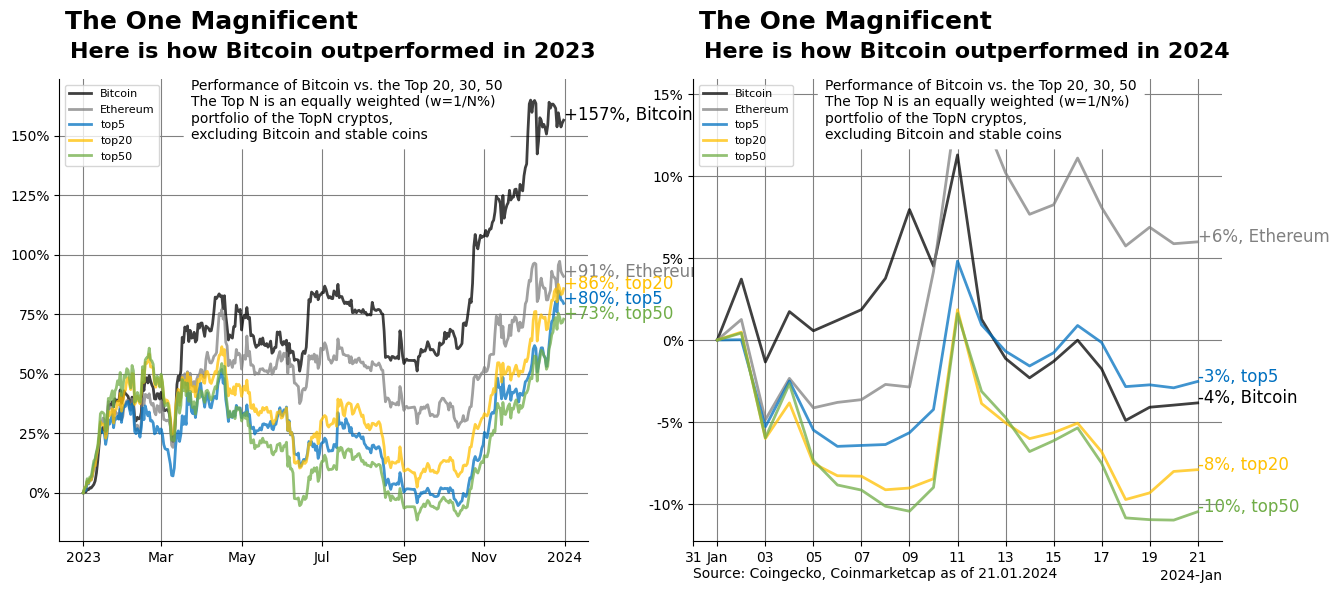 The One Magnificent
Here is how Bitcoin outperformed in 2023
Performance of Bitcoin vs. the Top 20, 30, 50
The Top N is an equally weighted (w=1/N%)
portfolio of the TopN cryptos,
excluding Bitcoin and stable coins
Bitcoin
Ethereum
top5
top20
top50
150%
125%
100%
75%
50%
25%
0%
+157%, Bitcoin
+91%, Ethereum
+86%, top20
+80%, top5
+73%, top50
2023
Mar
May
Jul
Sep
Nov
2024
The One Magnificent
Here is how Bitcoin outperformed in 2024
Performance of Bitcoin vs. the Top 20, 30, 50
The Top N is an equally weighted (w=1/N%)
portfolio of the TopN cryptos,
excluding Bitcoin and stable coins
Bitcoin
Ethereum
top5
top20
top50
15%
10%
5%
0%
-5%
-10%
+6%, Ethereum
-3%, top5
-4%, Bitcoin
-8%, top20
-10%, top50
31 Jan 03 05 07 09 11 13 15 17 19 21
2024-Jan
Source: Coingecko, Coinmarketcap as of 21.01.2024